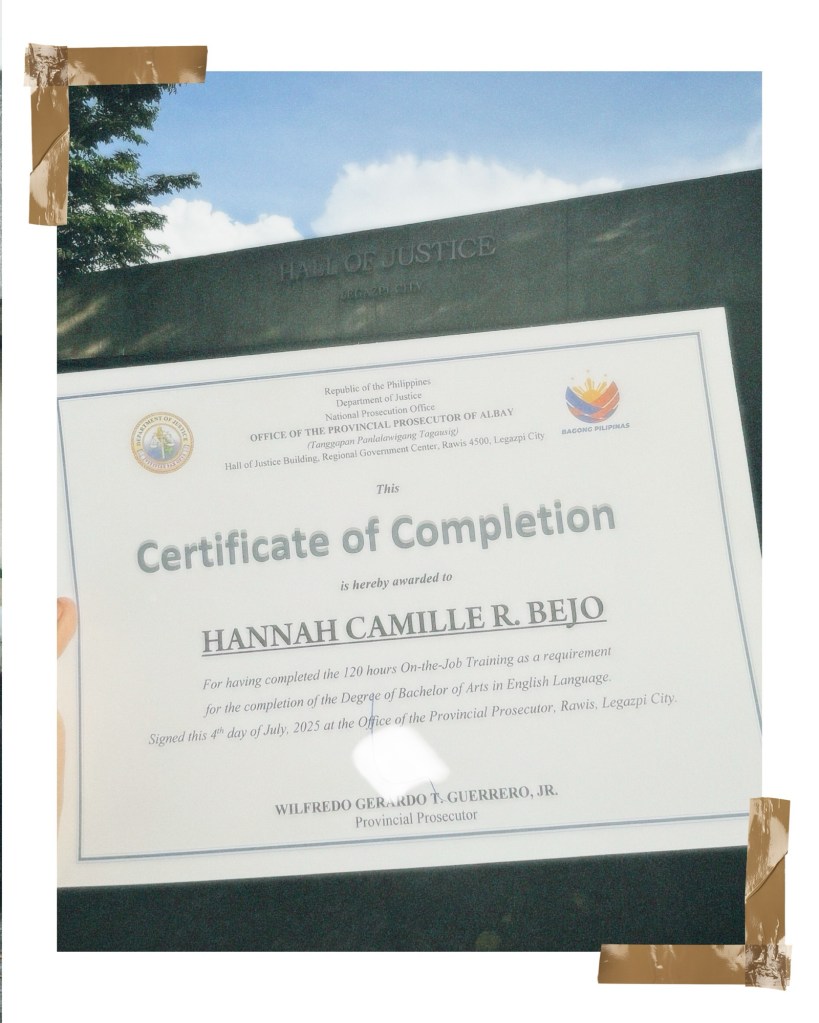 HALL OF JUSTICE
LEGAZPI CITY
Republic of the Philippines
Department of Justice
National Prosecution Office
OFFICE OF THE PROVINCIAL PROSECUTOR OF ALBAY
(Tanggapan Panlalawigang Tagausig)
Hall of Justice Building, Regional Government Center, Rawis 4500, Legazpi City
DEPARTMENT OF JUSTICE
BAGONG PILIPINAS
This
Certificate of Completion
is hereby awarded to
HANNAH CAMILLE R. BEJO
For having completed the 120 hours On-the-Job Training as a requirement
for the completion of the Degree of Bachelor of Arts in English Language.
Signed this 4th day of July, 2025 at the Office of the Provincial Prosecutor, Rawis, Legazpi City.
WILFREDO GERARDO T. GUERRERO, JR.
Provincial Prosecutor